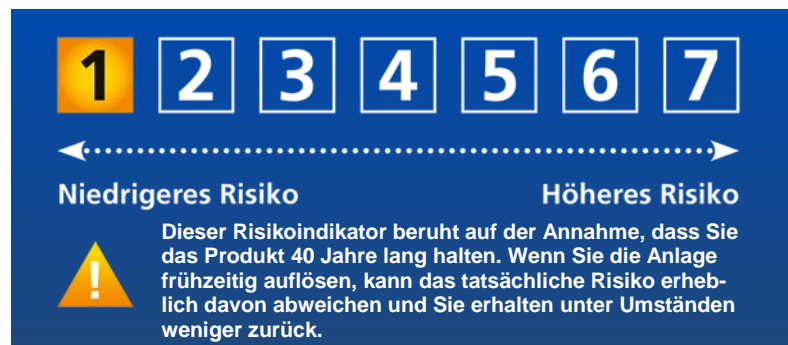 1 2 3 4 5 6 7
Niedrigeres Risiko Höheres Risiko
Dieser Risikoindikator beruht auf der Annahme, dass Sie
das Produkt 40 Jahre lang halten. Wenn Sie die Anlage
frühzeitig auflösen, kann das tatsächliche Risiko erheb-
lich davon abweichen und Sie erhalten unter Umständen
weniger zurück.